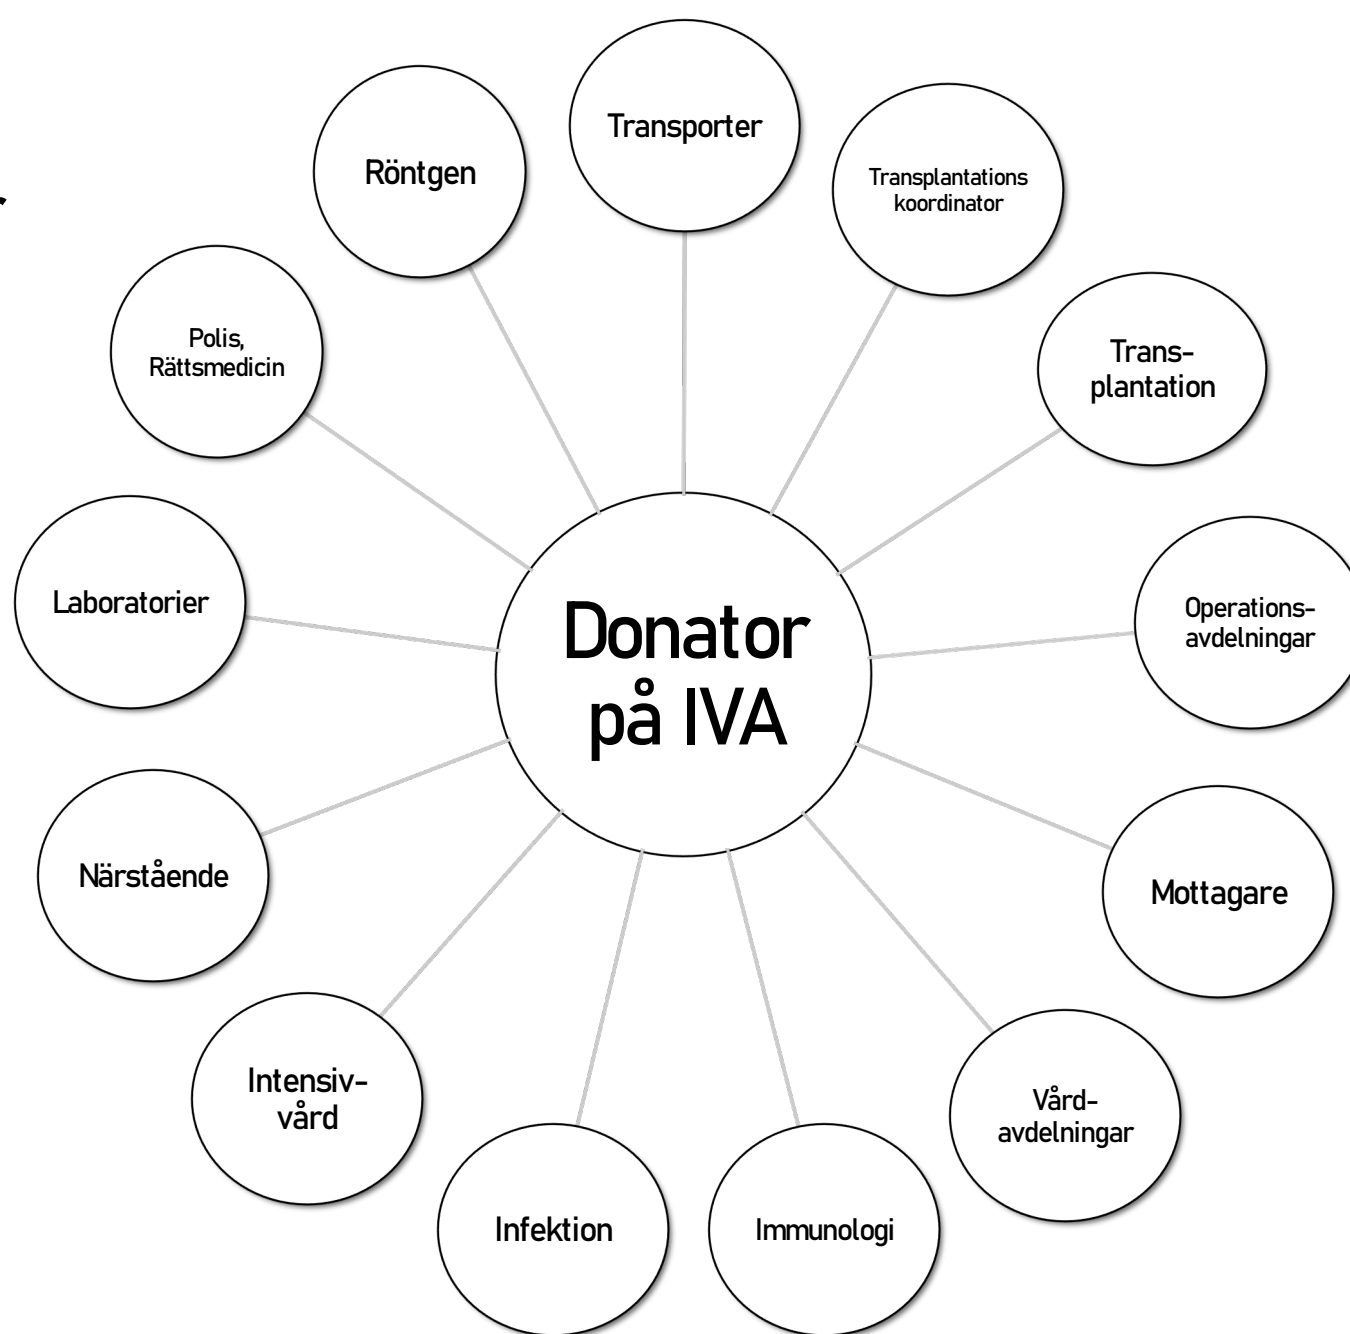 Transporter
Röntgen
Transplantations
koordinator
Polis,
Rättsmedicin
Trans-
plantation
Laboratorier
Operations-
avdelningar
Donator
på IVA
Närstående
Mottagare
Intensiv-
vård
Vård-
avdelningar
Infektion
Immunologi